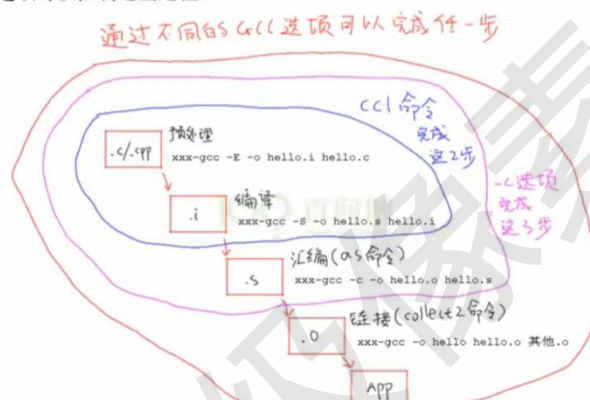 通过不同的GCC选项可以完成任一步
cc1命令
完成
这2步
.c/.cpp
预处理
xxx-gcc -E -o hello.i hello.c
-c选项
完成
这3步
.i
编译
xxx-gcc -S -o hello.s hello.i
.s
汇编(as命令)
xxx-gcc -c -o hello.o hello.s
.o
链接(collect2命令)
xxx-gcc -o hello hello.o 其他.o
APP